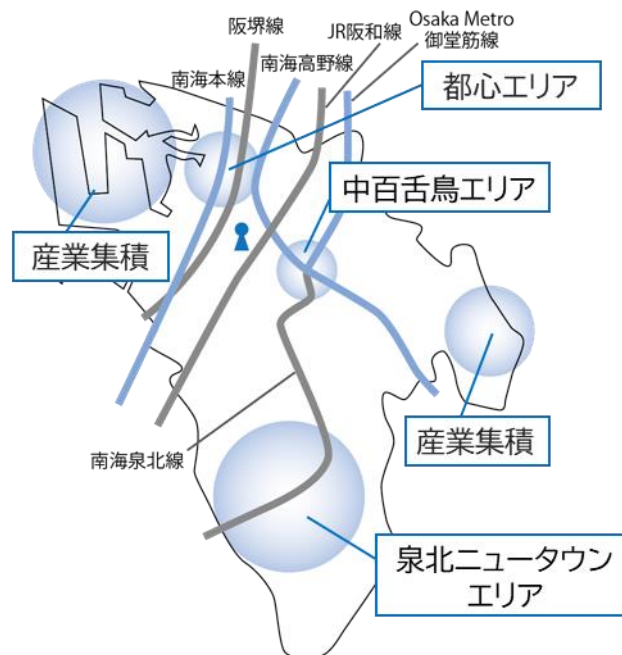 阪堺線
Osaka Metro
御堂筋線
JR阪和線
南海高野線
南海本線
都心エリア
中百舌鳥エリア
産業集積
産業集積
南海泉北線
泉北ニュータウン
エリア